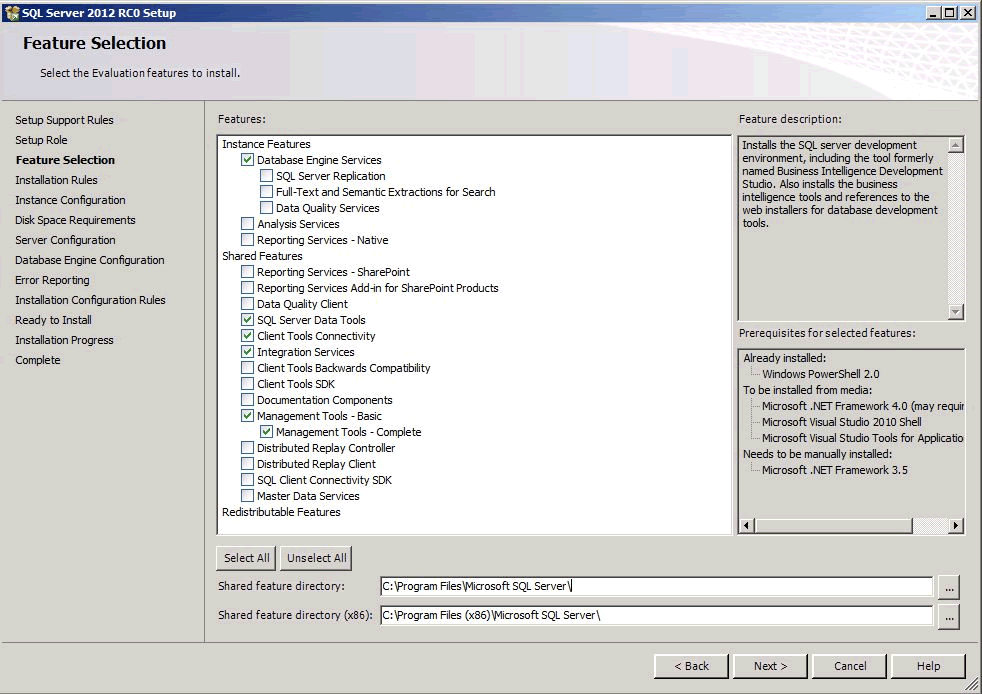 SQL Server 2012 RC0 Setup
Feature Selection
Select the Evaluation features to install.
Setup Support Rules
Setup Role
Feature Selection
Installation Rules
Instance Configuration
Disk Space Requirements
Server Configuration
Database Engine Configuration
Error Reporting
Installation Configuration Rules
Ready to Install
Installation Progress
Complete
Features:
Instance Features
Database Engine Services
SQL Server Replication
Full-Text and Semantic Extractions for Search
Data Quality Services
Analysis Services
Reporting Services - Native
Shared Features
Reporting Services - SharePoint
Reporting Services Add-in for SharePoint Products
Data Quality Client
SQL Server Data Tools
Client Tools Connectivity
Integration Services
Client Tools Backwards Compatibility
Client Tools SDK
Documentation Components
Management Tools - Basic
Management Tools - Complete
Distributed Replay Controller
Distributed Replay Client
SQL Client Connectivity SDK
Master Data Services
Redistributable Features
Feature description:
Installs the SQL server development
environment, including the tool formerly
named Business Intelligence Development
Studio. Also installs the business
intelligence tools and references to the
web installers for database development
tools.
Prerequisites for selected features:
Already installed:
Windows PowerShell 2.0
To be installed from media:
Microsoft .NET Framework 4.0 (may requir
Microsoft Visual Studio 2010 Shell
Microsoft Visual Studio Tools for Applicatio
Needs to be manually installed:
Microsoft .NET Framework 3.5
Select All
Unselect All
Shared feature directory:
C:\Program Files\Microsoft SQL Server\
...
Shared feature directory (x86):
C:\Program Files (x86)\Microsoft SQL Server\
...
< Back
Next >
Cancel
Help